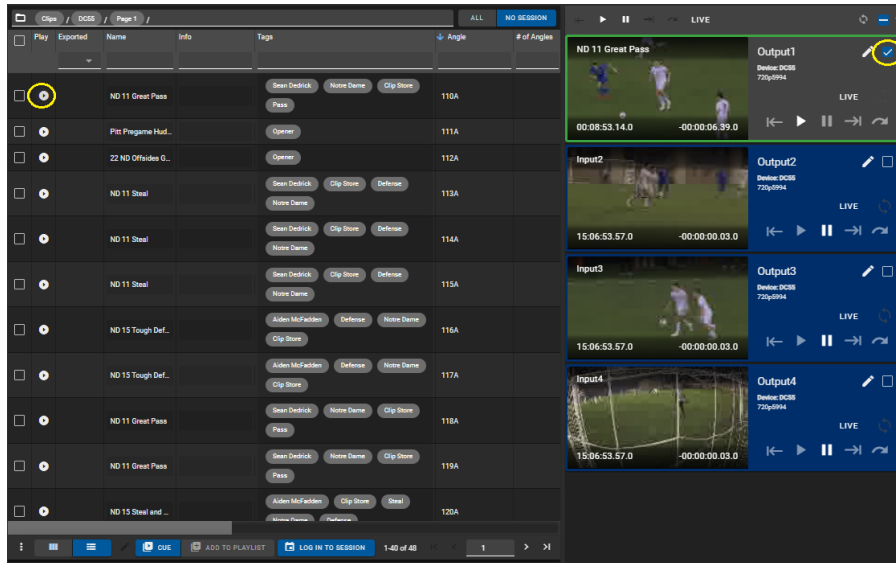 Clips / DC55 / Page 1 /
ALL NO SESSION
Play Exported Name Info Tags Angle # of Angles
ND 11 Great Pass Sean Dedrick Notre Dame Clip Store 110A
Pass
Pitt Pregame Hud... Opener 111A
22 ND Offsides G... Opener 112A
ND 11 Steal Sean Dedrick Clip Store Defense 113A
Notre Dame
ND 11 Steal Sean Dedrick Clip Store Defense 114A
Notre Dame
ND 11 Steal Sean Dedrick Clip Store Defense 115A
Notre Dame
ND 15 Tough Def... Aiden McFadden Defense Notre Dame 116A
Clip Store
ND 15 Tough Def... Aiden McFadden Defense Notre Dame 117A
Clip Store
ND 11 Great Pass Sean Dedrick Notre Dame Clip Store 118A
Pass
ND 11 Great Pass Sean Dedrick Notre Dame Clip Store 119A
Pass
ND 15 Steal and ... Aiden McFadden Clip Store Steal 120A
Notre Dame Defense
CUE ADD TO PLAYLIST LOG IN TO SESSION 1-40 of 48 1
LIVE
ND 11 Great Pass Output1
Device: DC55
720p5994
LIVE
00:08:53.14.0 -00:00:06.39.0
Input2 Output2
Device: DC55
720p5994
LIVE
15:06:53.57.0 -00:00:00.03.0
Input3 Output3
Device: DC55
720p5994
LIVE
15:06:53.57.0 -00:00:00.03.0
Input4 Output4
Device: DC55
720p5994
LIVE
15:06:53.57.0 -00:00:00.03.0